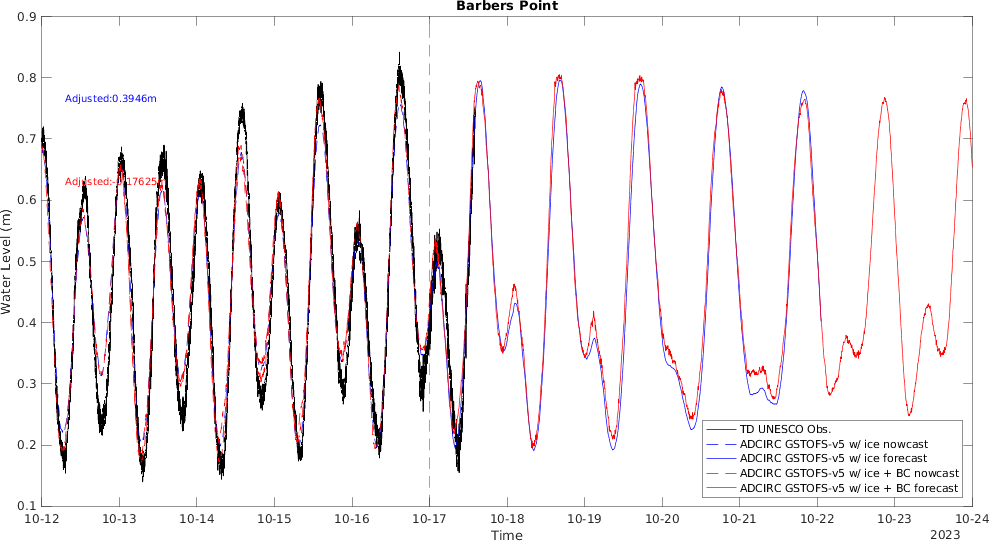 Barbers Point
0.9
0.8
0.7
0.6
0.5
0.4
0.3
0.2
0.1
Water Level (m)
Adjusted:0.3946m
Adjusted:-0.17625m
10-12 10-13 10-14 10-15 10-16 10-17 10-18 10-19 10-20 10-21 10-22 10-23 10-24
Time
2023
TD UNESCO Obs.
ADCIRC GSTOFS-v5 w/ ice nowcast
ADCIRC GSTOFS-v5 w/ ice forecast
ADCIRC GSTOFS-v5 w/ ice + BC nowcast
ADCIRC GSTOFS-v5 w/ ice + BC forecast